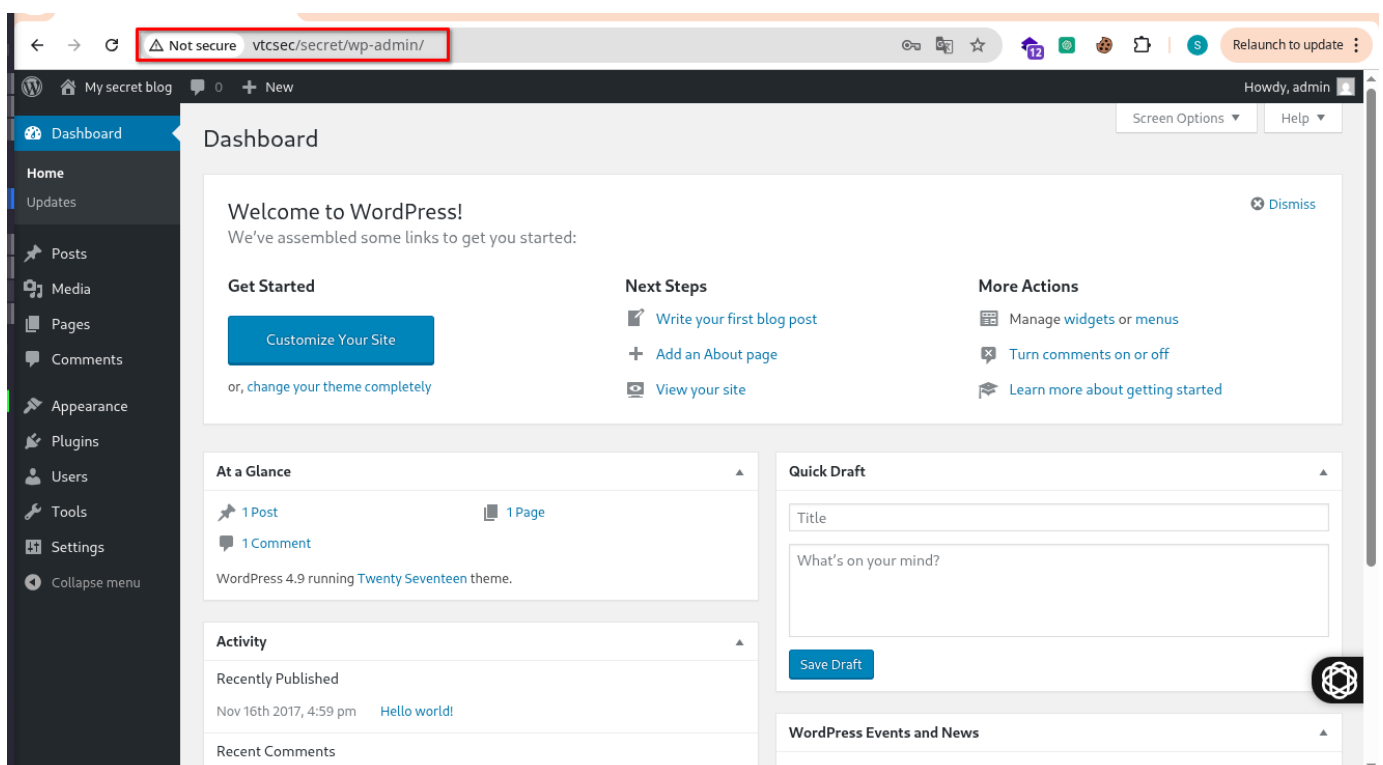 Not secure vtcsec/secret/wp-admin/
12
S
Relaunch to update
My secret blog 0 + New
Howdy, admin
Dashboard
Home
Updates
Posts
Media
Pages
Comments
Appearance
Plugins
Users
Tools
Settings
Collapse menu
Screen Options
Help
Dashboard
Welcome to WordPress!
Dismiss
We've assembled some links to get you started:
Get Started
Customize Your Site
or, change your theme completely
Next Steps
Write your first blog post
Add an About page
View your site
More Actions
Manage widgets or menus
Turn comments on or off
Learn more about getting started
At a Glance
1 Post
1 Page
1 Comment
WordPress 4.9 running Twenty Seventeen theme.
Activity
Recently Published
Nov 16th 2017, 4:59 pm Hello world!
Recent Comments
Quick Draft
Title
What's on your mind?
Save Draft
WordPress Events and News